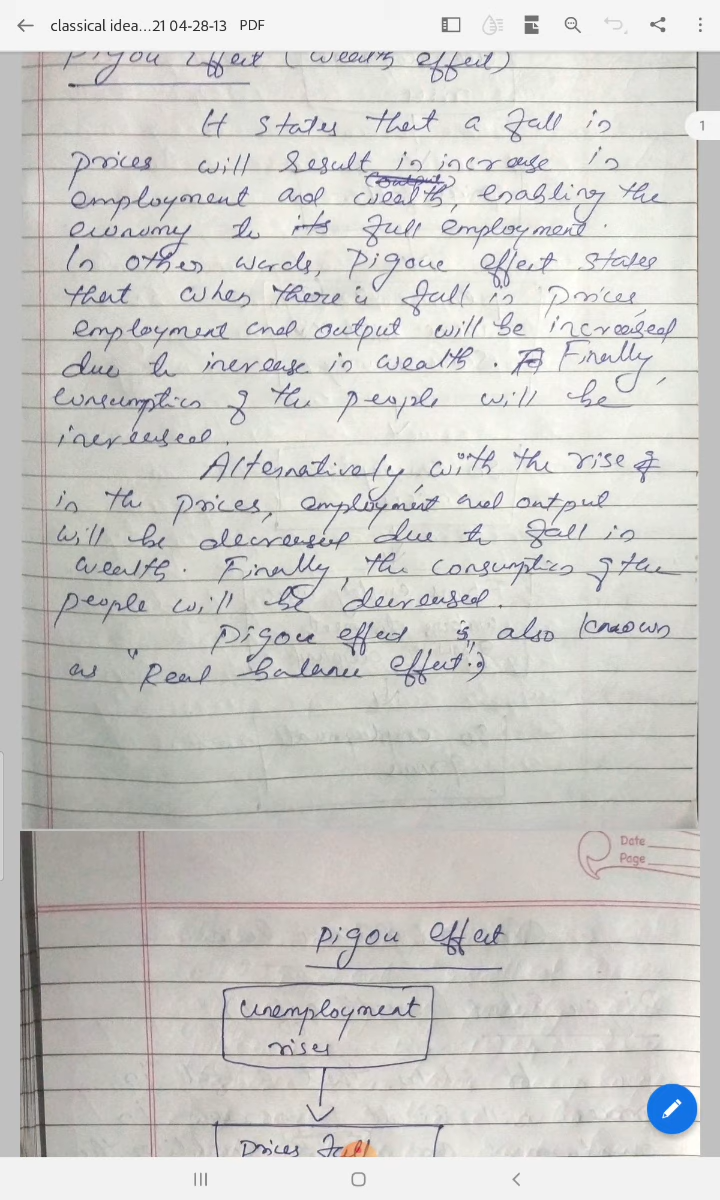 classical idea...21 04-28-13 PDF
Pigou Effect (Wealth effect)
1
It states that a fall in
prices will result in increase in
(output)
employment and wealth, enabling the
economy to its full employment.
In other words, Pigoue effect states
that when there is fall in prices,
employment and output will be increased
due to increase in wealth. Finally,
consumption of the people will be
increased.
Alternatively, with the rise of
in the prices, employment and output
will be decreased due to fall in
wealth. Finally, the consumption of the
people will be decreased.
Pigou effect is also known
as "Real balance effect."
Date
Page
Pigou effect
Unemployment
rises
Prices fall